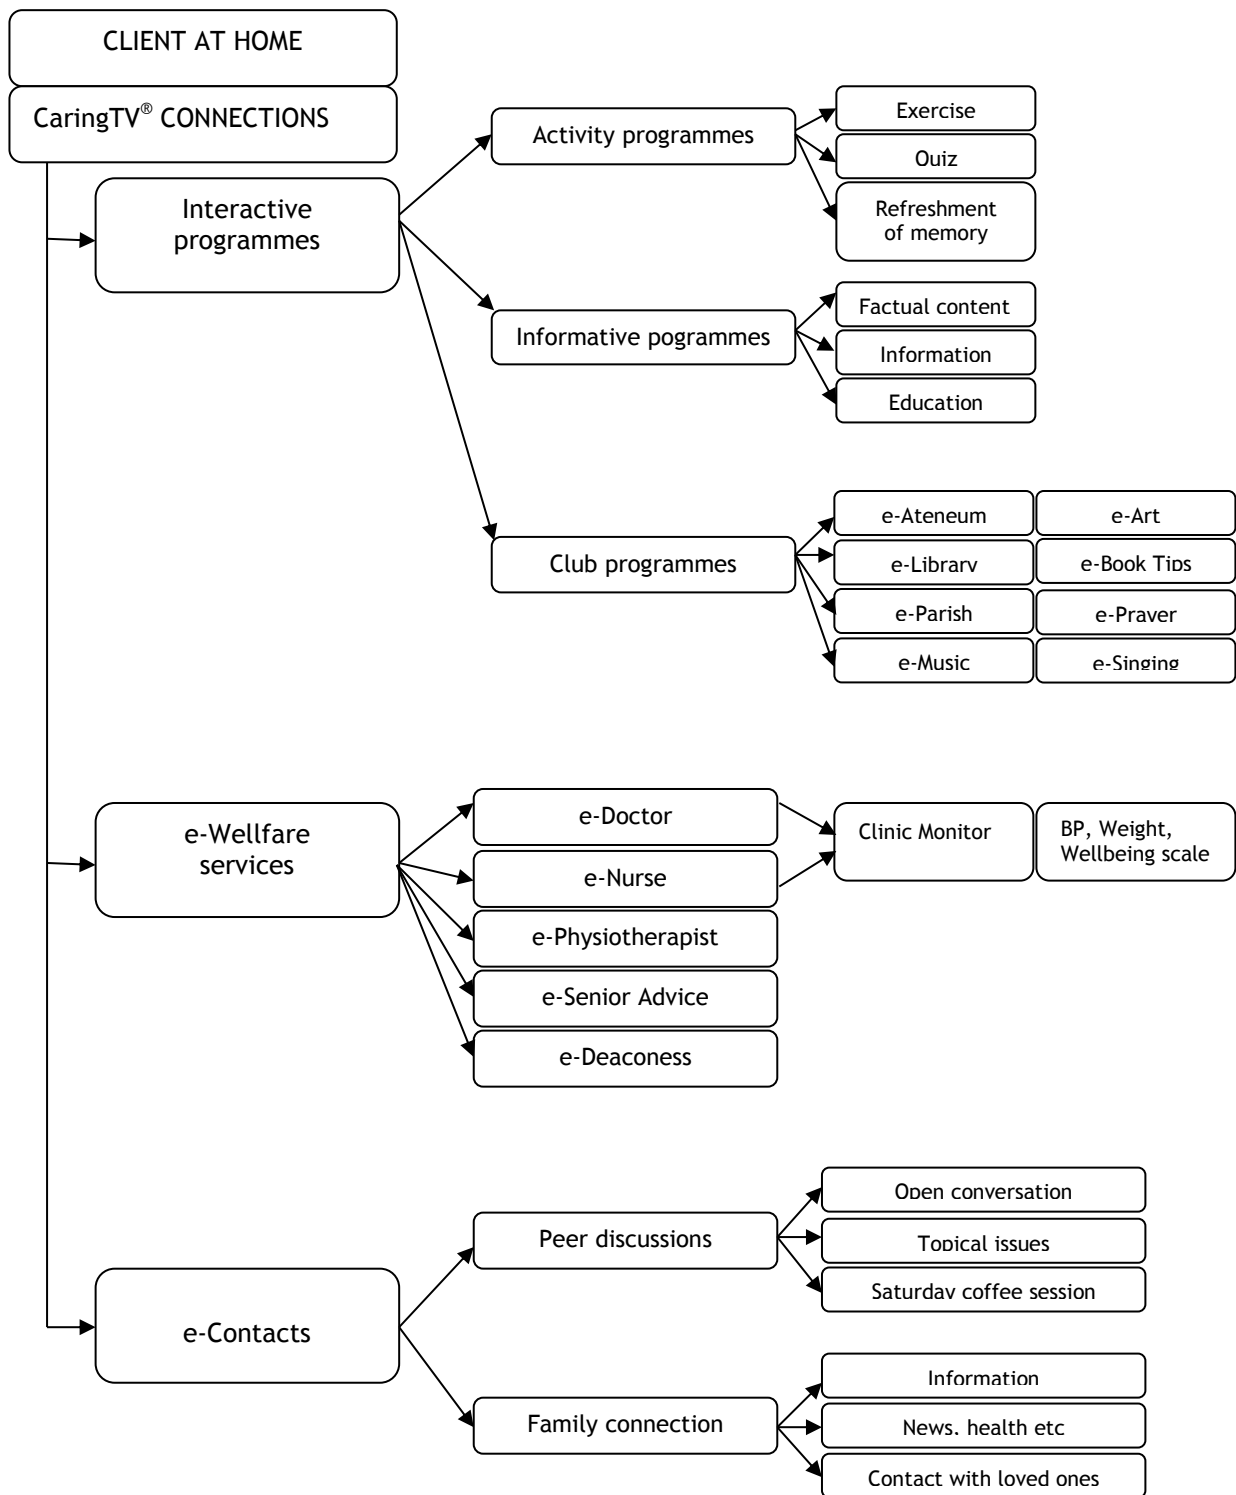 CLIENT AT HOME
CaringTV® CONNECTIONS
Interactive
programmes
Activity programmes
Exercise
Quiz
Refreshment
of memory
Informative pogrammes
Factual content
Information
Education
Club programmes
e-Ateneum
e-Art
e-Library
e-Book Tips
e-Parish
e-Prayer
e-Music
e-Singing
e-Wellfare
services
e-Doctor
e-Nurse
e-Physiotherapist
e-Senior Advice
e-Deaconess
Clinic Monitor
BP, Weight,
Wellbeing scale
e-Contacts
Peer discussions
Open conversation
Topical issues
Saturday coffee session
Family connection
Information
News. health etc
Contact with loved ones